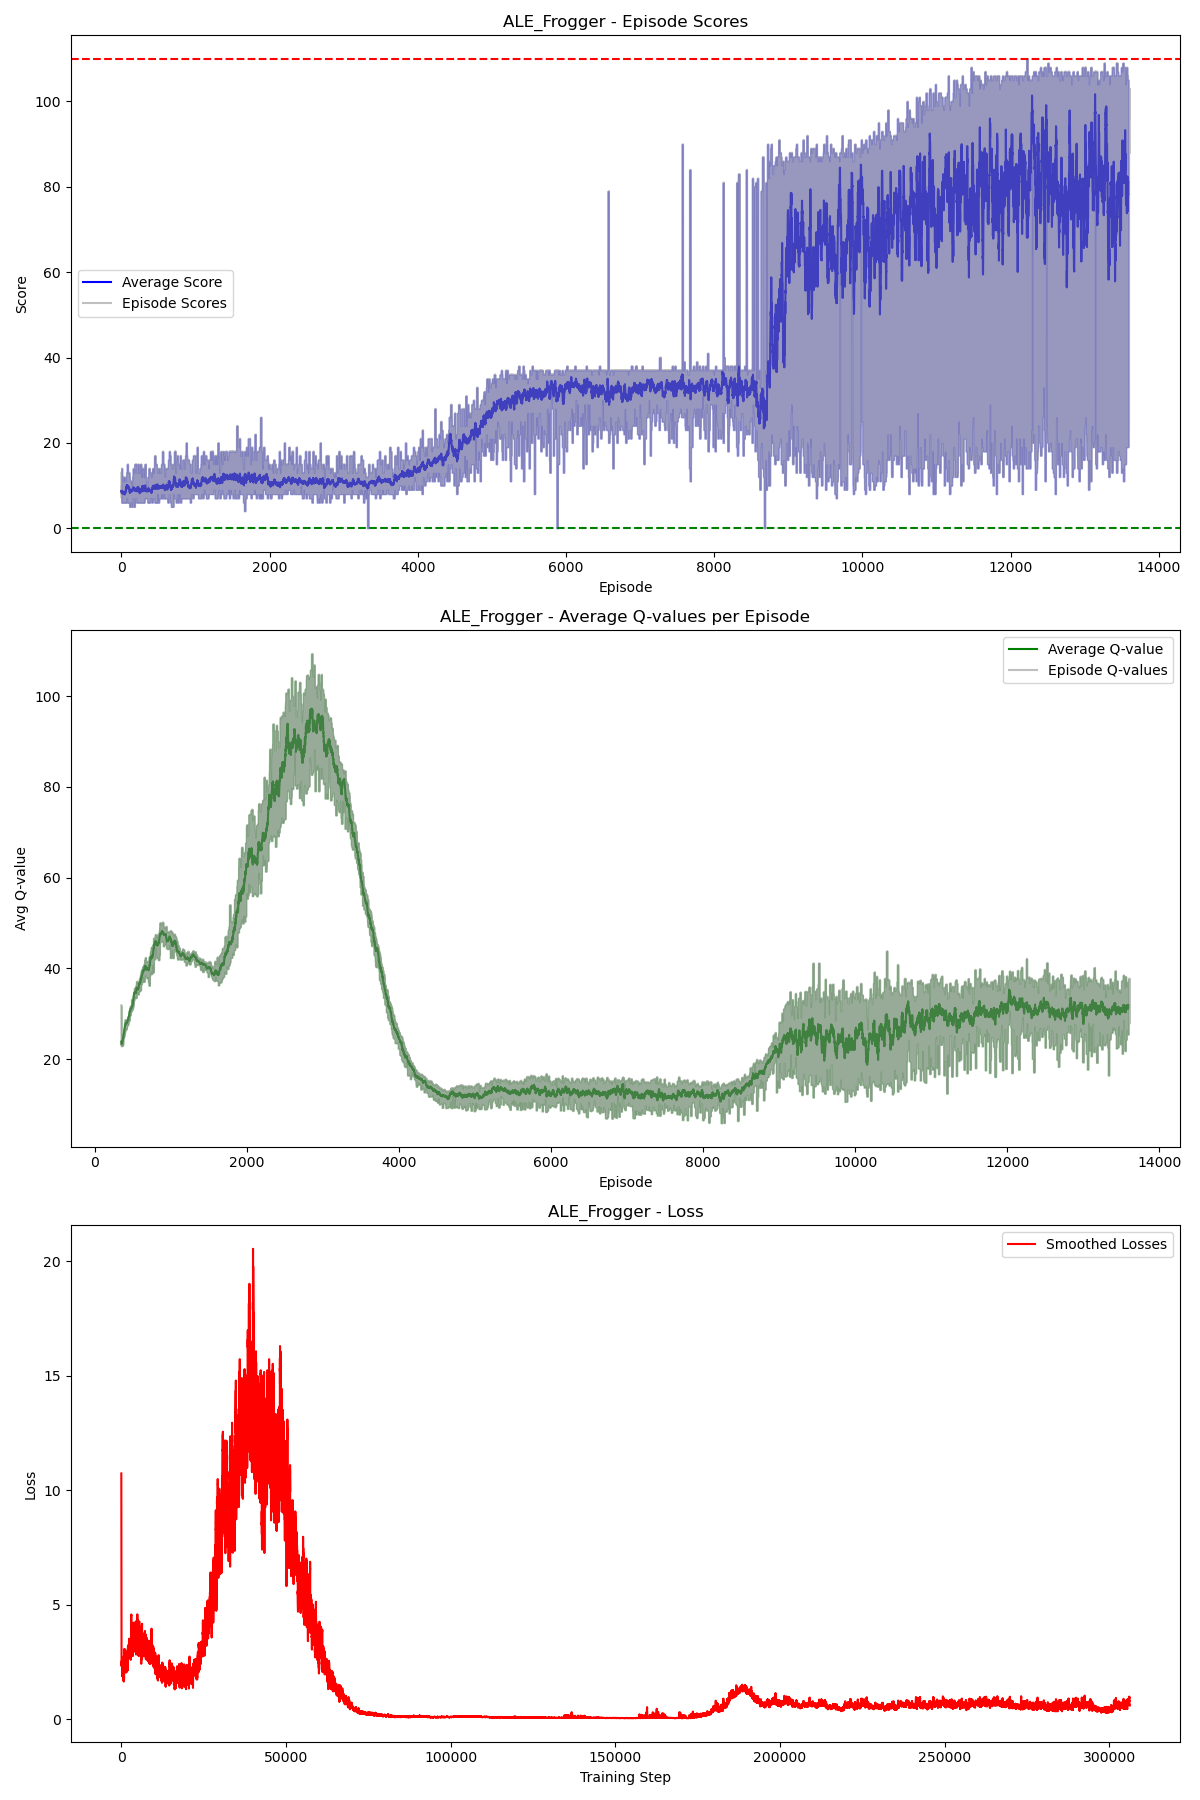 ALE_Frogger - Episode Scores
Score
100
80
60
40
20
0
Average Score
Episode Scores
0 2000 4000 6000 8000 10000 12000 14000
Episode
ALE_Frogger - Average Q-values per Episode
Avg Q-value
100
80
60
40
20
Average Q-value
Episode Q-values
0 2000 4000 6000 8000 10000 12000 14000
Episode
ALE_Frogger - Loss
Loss
20
15
10
5
0
Smoothed Losses
0 50000 100000 150000 200000 250000 300000
Training Step